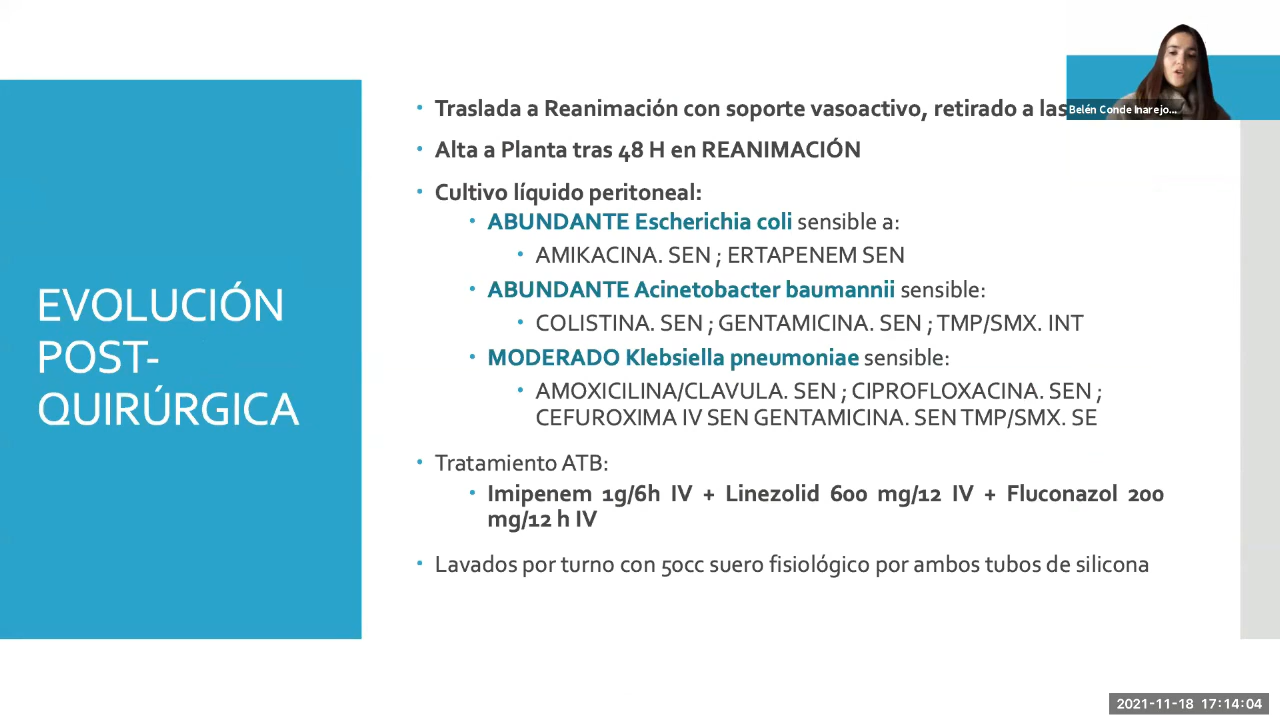 Belén Conde Inarejo...
EVOLUCIÓN
POST-
QUIRÚRGICA
• Traslada a Reanimación con soporte vasoactivo, retirado a las
• Alta a Planta tras 48 H en REANIMACIÓN
• Cultivo líquido peritoneal:
• ABUNDANTE Escherichia coli sensible a:
• AMIKACINA. SEN ; ERTAPENEM SEN
• ABUNDANTE Acinetobacter baumannii sensible:
• COLISTINA. SEN ; GENTAMICINA. SEN ; TMP/SMX. INT
• MODERADO Klebsiella pneumoniae sensible:
• AMOXICILINA/CLAVULA. SEN ; CIPROFLOXACINA. SEN ;
CEFUROXIMA IV SEN GENTAMICINA. SEN TMP/SMX. SE
• Tratamiento ATB:
• Imipenem 1g/6h IV + Linezolid 600 mg/12 IV + Fluconazol 200
mg/12 h IV
• Lavados por turno con 50cc suero fisiológico por ambos tubos de silicona
2021-11-18 17:14:04